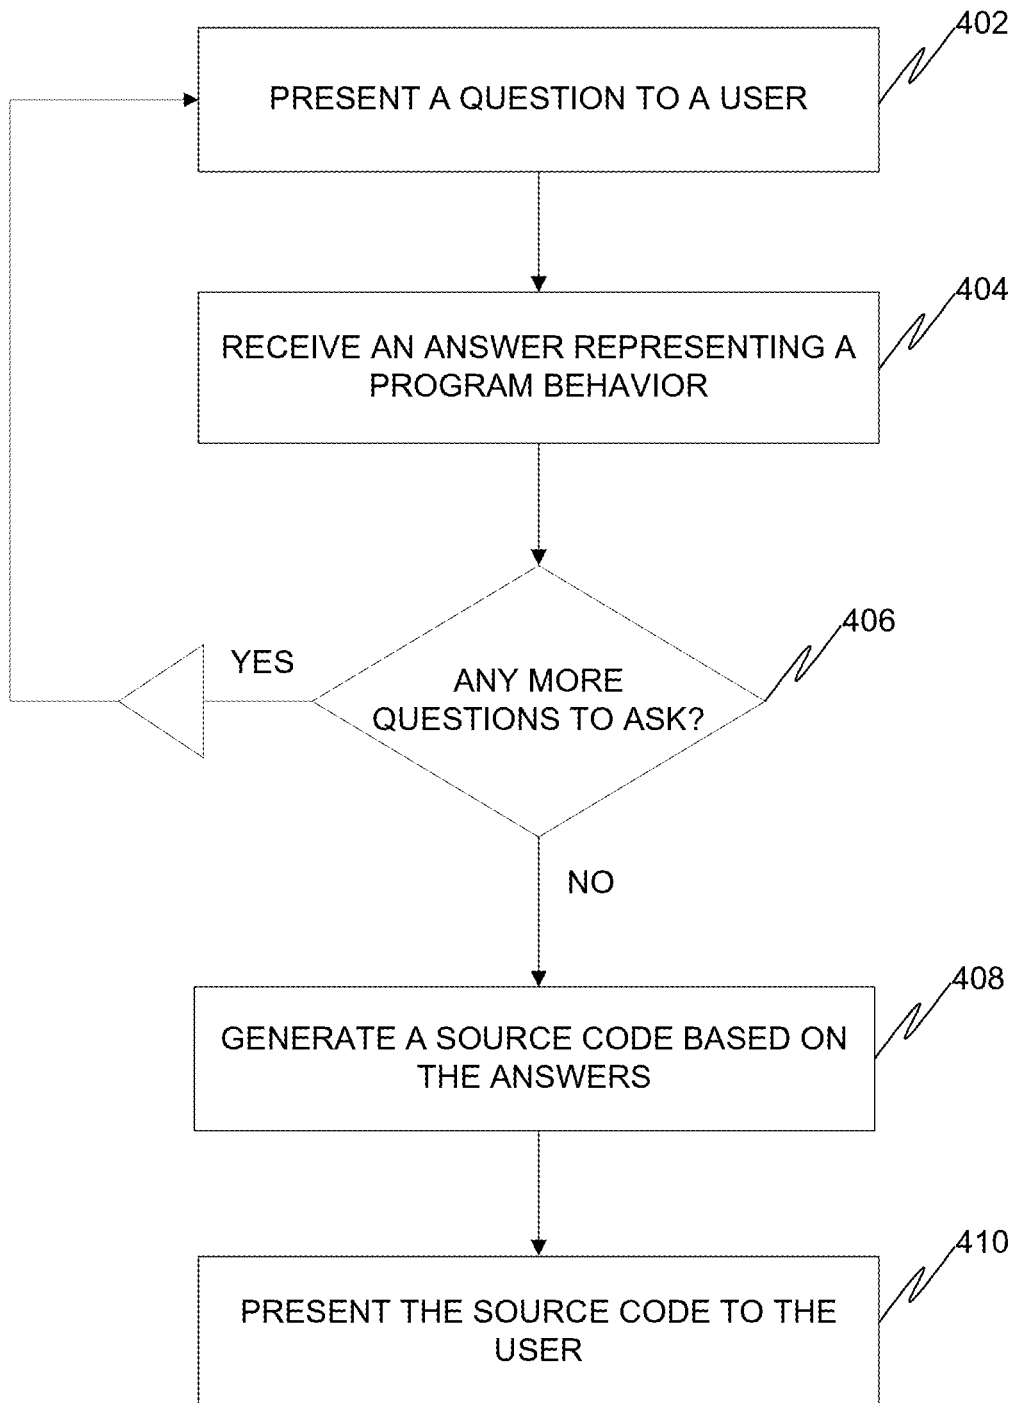 402
PRESENT A QUESTION TO A USER
404
RECEIVE AN ANSWER REPRESENTING A
PROGRAM BEHAVIOR
406
YES
ANY MORE
QUESTIONS TO ASK?
NO
408
GENERATE A SOURCE CODE BASED ON
THE ANSWERS
410
PRESENT THE SOURCE CODE TO THE
USER